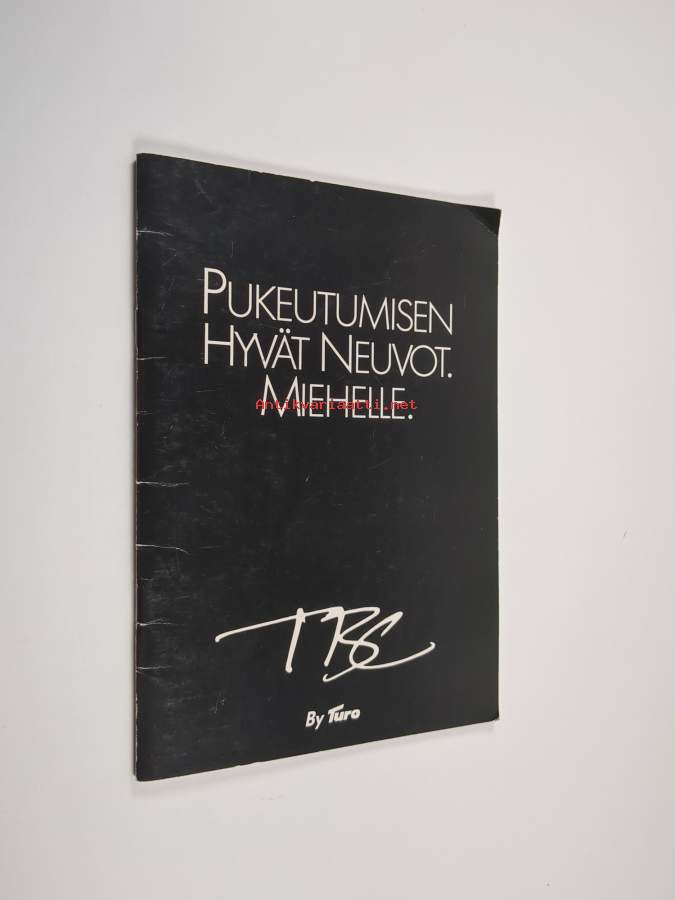 PUKEUTUMISEN
HYVÄT NEUVOT.
MIEHELLE.
Antikvariaatti.net
TBC
By Turo